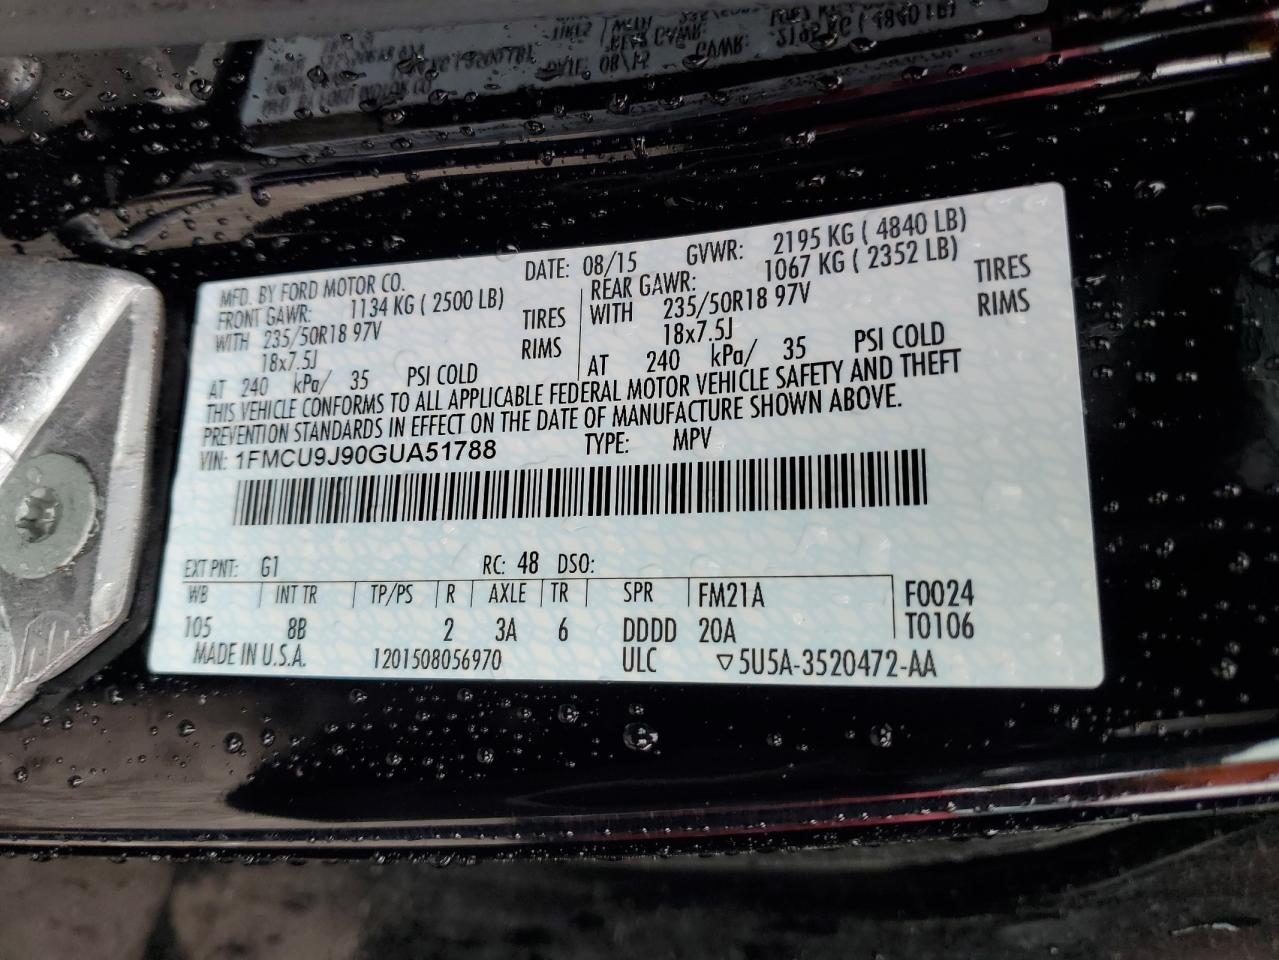 MFD. BY FORD MOTOR CO.
DATE: 08/15 GVWR: 2195 KG ( 4840 LB)
FRONT GAWR: 1134 KG ( 2500 LB)
WITH 235/50R18 97V TIRES
18x7.5J RIMS
AT 240 kPa/ 35 PSI COLD
REAR GAWR: 1067 KG ( 2352 LB)
WITH 235/50R18 97V TIRES
18x7.5J RIMS
AT 240 kPa/ 35 PSI COLD
THIS VEHICLE CONFORMS TO ALL APPLICABLE FEDERAL MOTOR VEHICLE SAFETY AND THEFT
PREVENTION STANDARDS IN EFFECT ON THE DATE OF MANUFACTURE SHOWN ABOVE.
VIN: 1FMCU9J90GUA51788 TYPE: MPV
EXT PNT: G1 RC: 48 DSO:
WB INT TR TP/PS R AXLE TR SPR FM21A F0024
105 8B 2 3A 6 DDDD 20A T0106
MADE IN U.S.A. 1201508056970 ULC ▽5U5A-3520472-AA